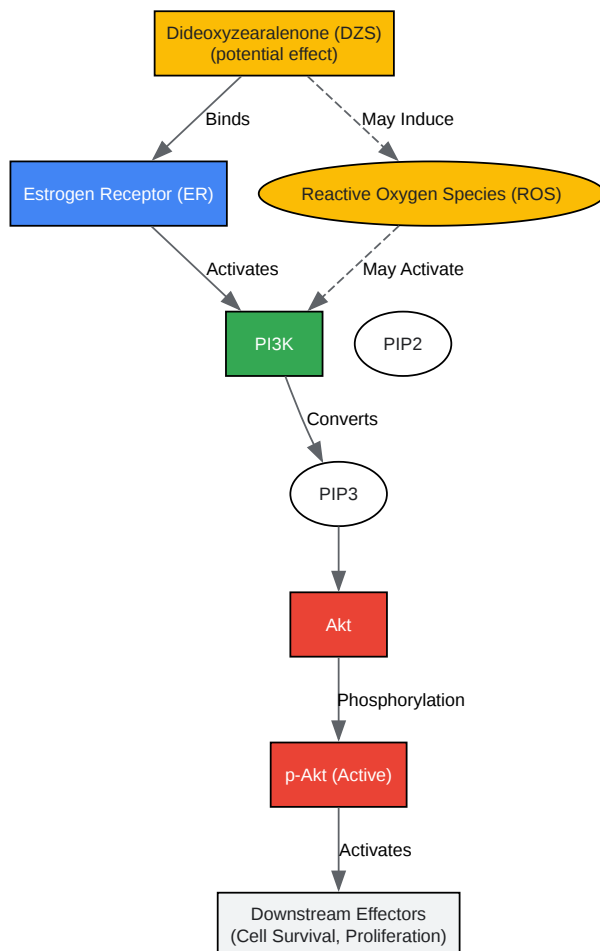 Dideoxyzearalenone (DZS)
(potential effect)
Binds
May Induce
Estrogen Receptor (ER)
Reactive Oxygen Species (ROS)
Activates
May Activate
PI3K
PIP2
Converts
PIP3
Akt
Phosphorylation
p-Akt (Active)
Activates
Downstream Effectors
(Cell Survival, Proliferation)